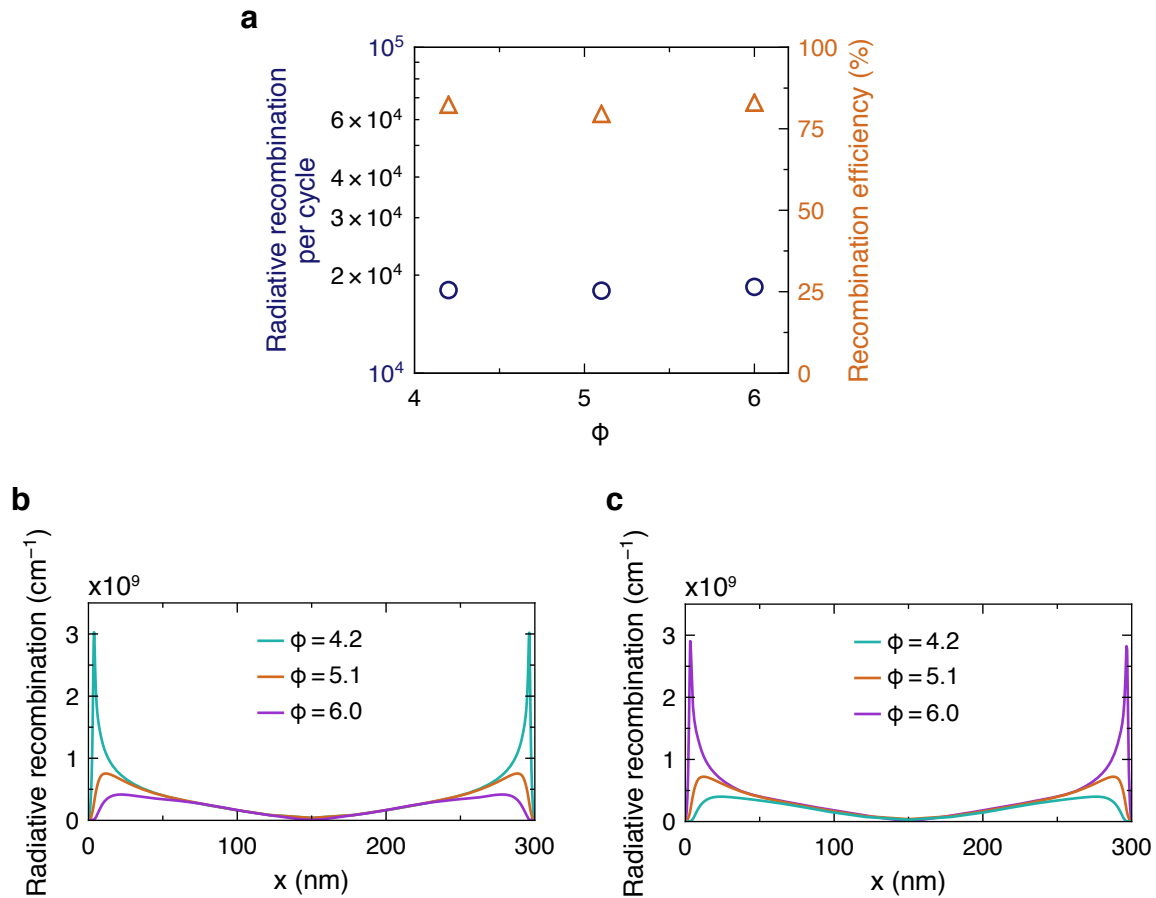 a
Radiative recombination
per cycle
10⁵
6 × 10⁴
4 × 10⁴
3 × 10⁴
2 × 10⁴
10⁴
100
75
50
25
0
Recombination efficiency (%)
4
5
6
ϕ
b
Radiative recombination (cm⁻¹)
x10⁹
3
2
1
0
ϕ = 4.2
ϕ = 5.1
ϕ = 6.0
0
100
200
300
x (nm)
c
Radiative recombination (cm⁻¹)
x10⁹
3
2
1
0
ϕ = 4.2
ϕ = 5.1
ϕ = 6.0
0
100
200
300
x (nm)